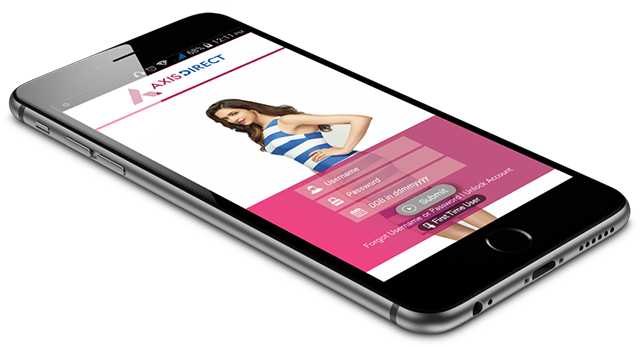 68% 12:11 PM
AXIS DIRECT
Username
Password
DOB in ddmmyyyy
Submit
Forgot Username or Password | Unlock Account
First Time User